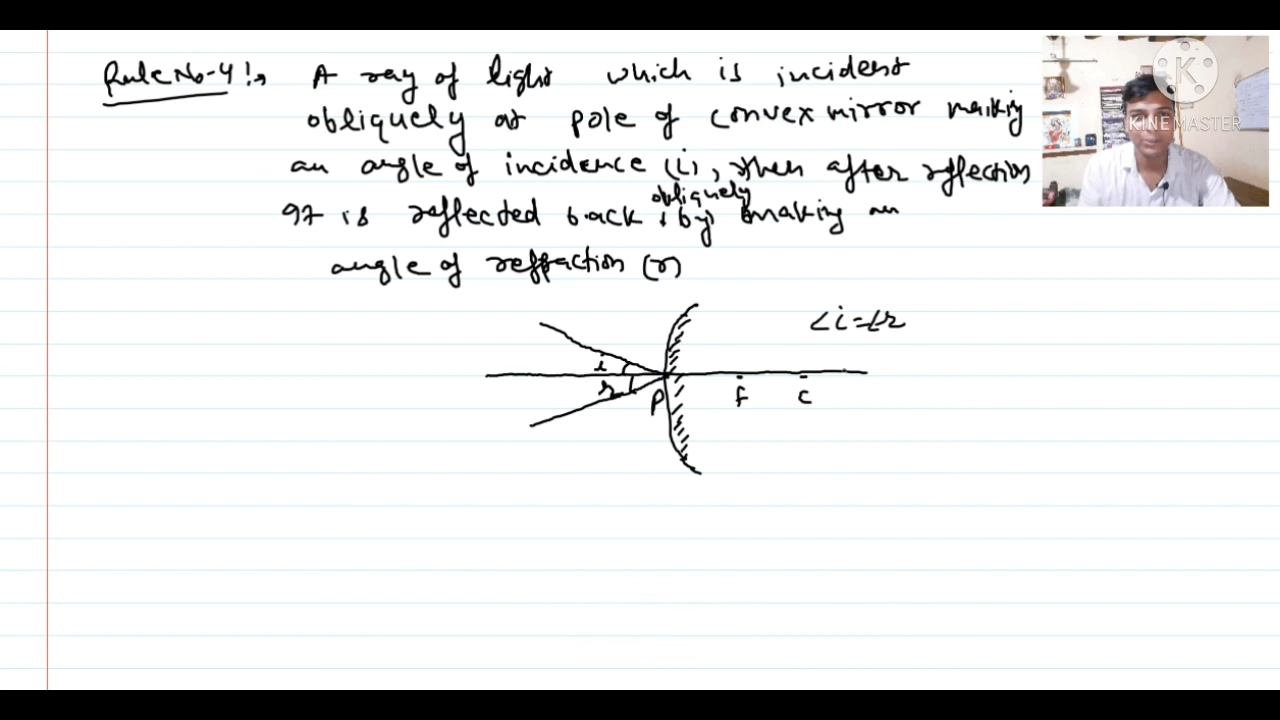 Rule No-4 :→ A ray of light which is incident
obliquely at pole of convex mirror making
an angle of incidence (i), then after reflection
It is reflected back obliquely by making an
angle of reffraction (r)
∠i=∠r
i
r
P
F
C
K
KINEMASTER